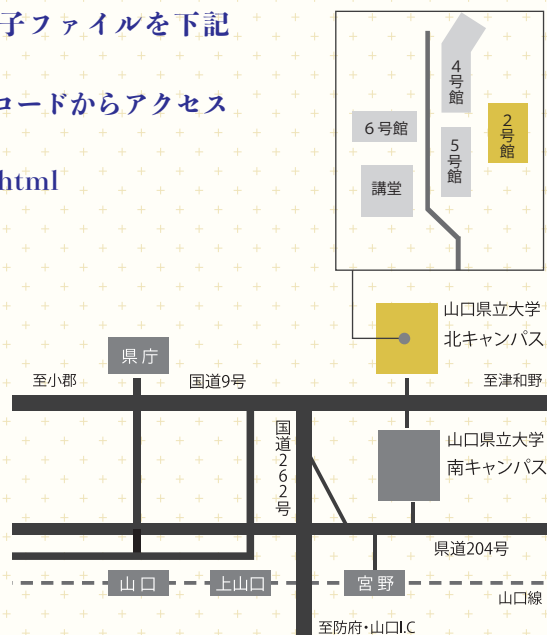 子ファイルを下記
コードからアクセス
html
4号館
6号館
2号館
5号館
講堂
山口県立大学
北キャンパス
県庁
至小郡
国道9号
至津和野
国道262号
山口県立大学
南キャンパス
県道204号
山口
上山口
宮野
山口線
至防府・山口I.C